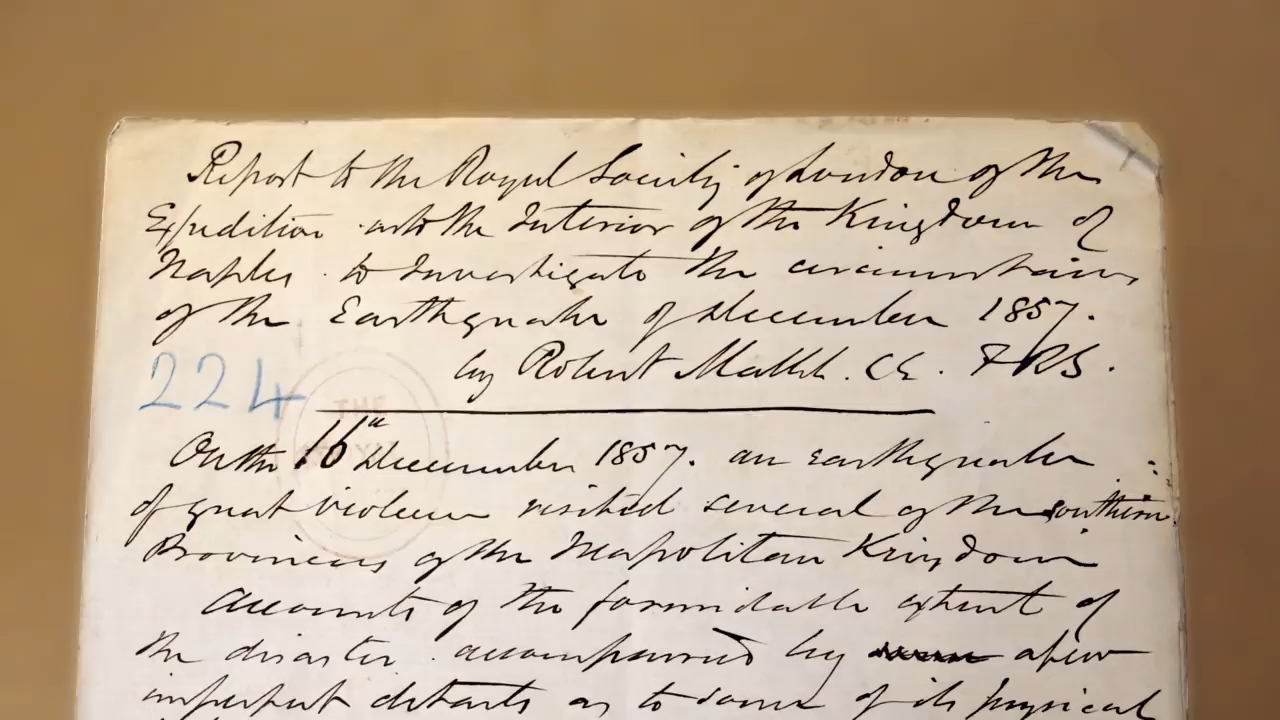 Report to the Royal Society of London of the
Expedition into the Interior of the Kingdom of
Naples to Investigate the circumstances
of the Earthquake of December 1857.
by Robert Mallet. CE. FRS.
224
On the 16th December 1857. an earthquake
of great violence visited several of the southern
Provinces of the Neapolitan Kingdom
Accounts of the formidable extent of
the disaster accompanied by a few
imperfect details as to some of its physical